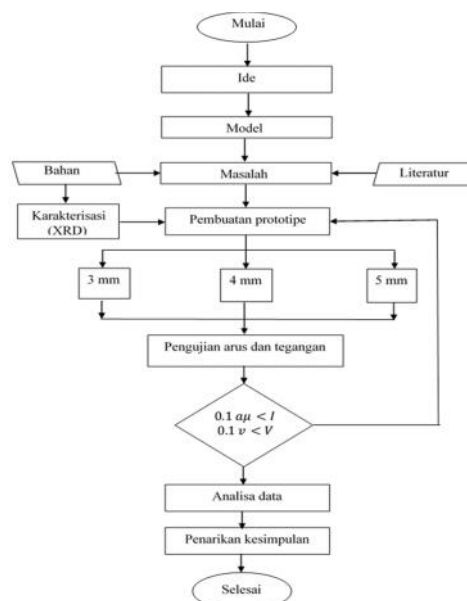 Mulai
Ide
Model
Bahan
Masalah
Literatur
Karakterisasi
(XRD)
Pembuatan prototipe
3 mm
4 mm
5 mm
Pengujian arus dan tegangan
0.1 aµ < I
0.1 v < V
Analisa data
Penarikan kesimpulan
Selesai